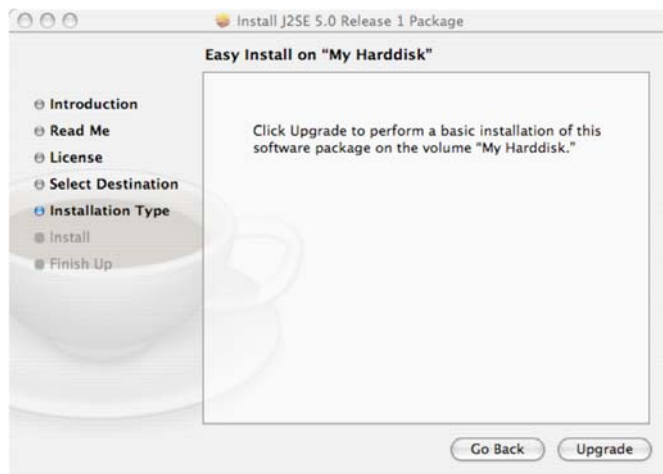 Install J2SE 5.0 Release 1 Package
Easy Install on “My Harddisk”
Introduction
Read Me
License
Select Destination
Installation Type
Install
Finish Up
Click Upgrade to perform a basic installation of this
software package on the volume “My Harddisk.”
Go Back
Upgrade